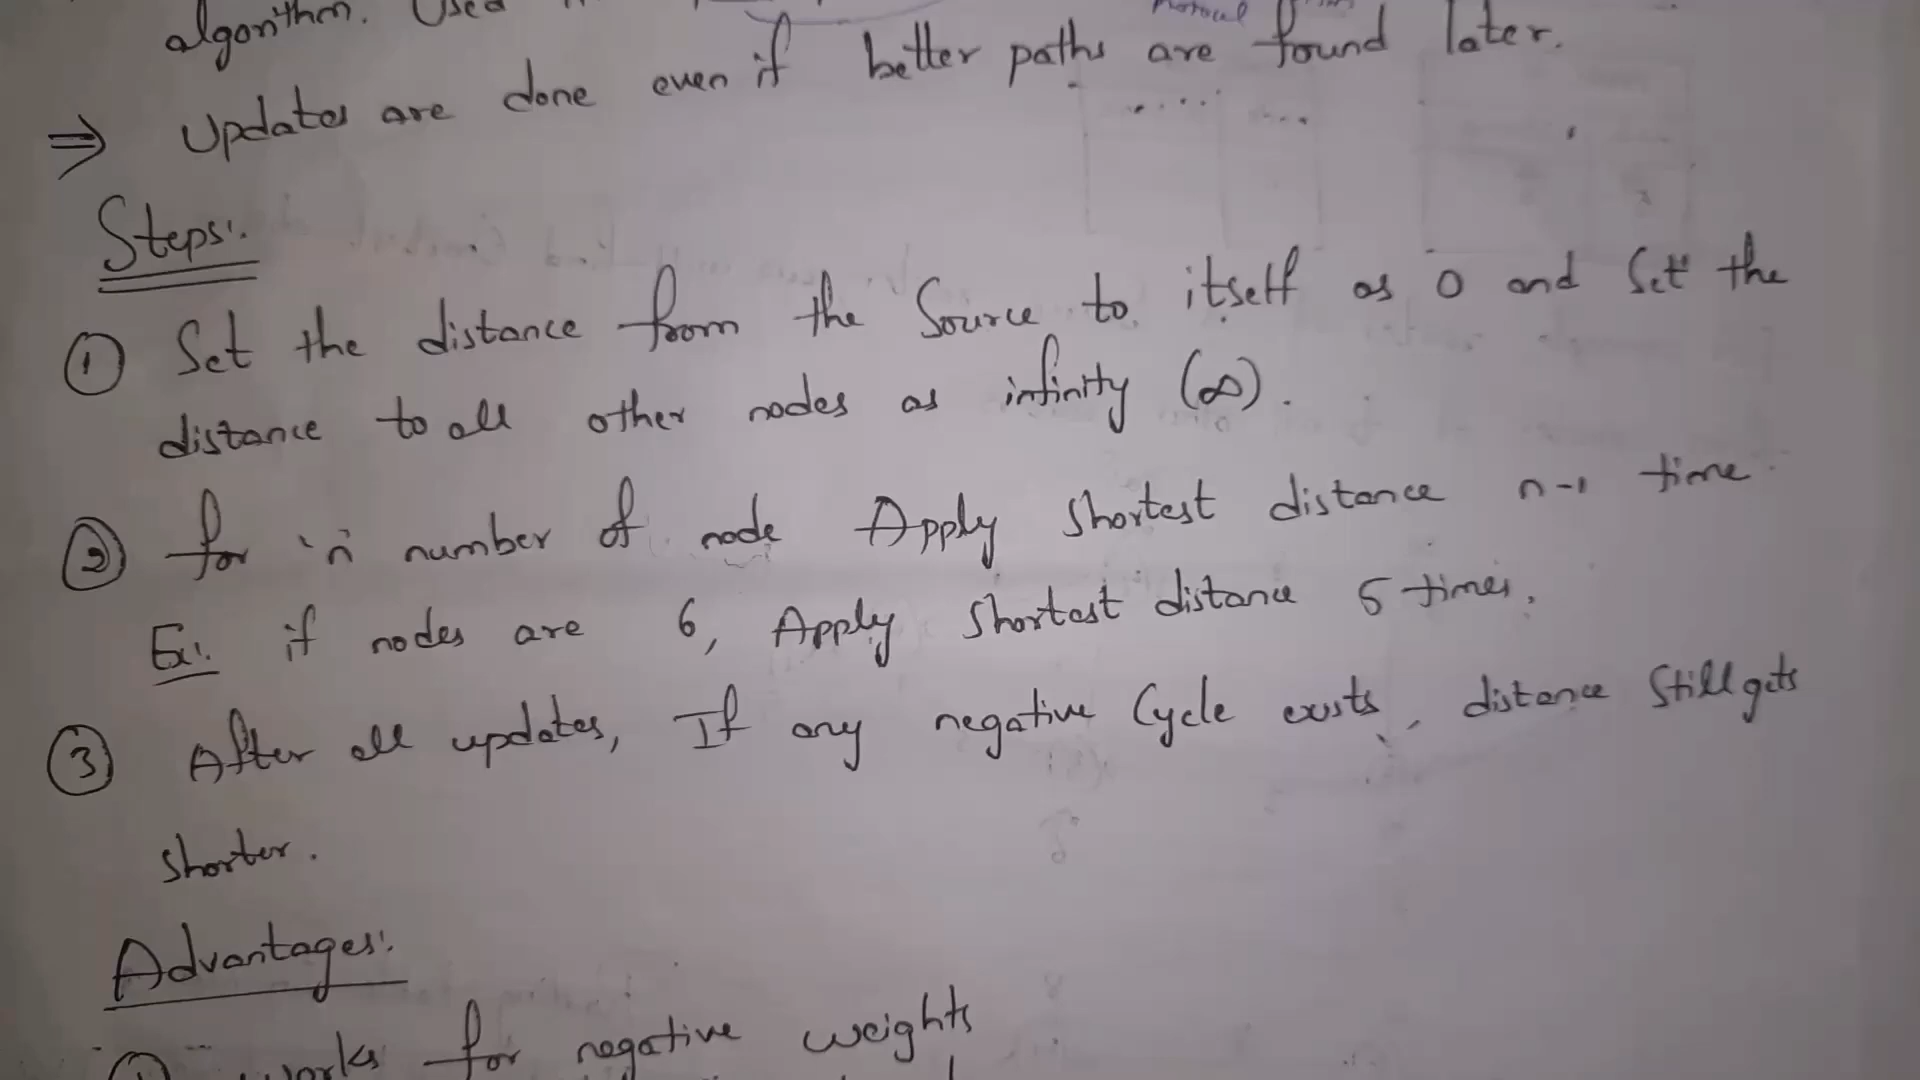 algorithm. Used
Protocol
⇒ Updates are done even if better paths are found later.
Steps:
① Set the distance from the Source to itself as 0 and Set the
distance to all other nodes as infinity (∞).
② for 'n' number of node Apply Shortest distance n-1 time
Ex: if nodes are 6, Apply Shortest distance 5 times.
③ After all updates, If any negative Cycle exists, distance Still gets
Shorter.
Advantages:
① works for negative weights